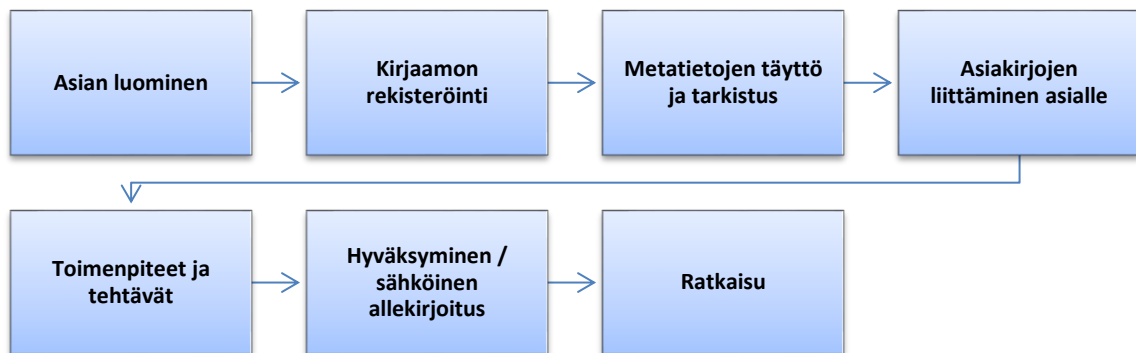 Asian luominen
Kirjaamon
rekisteröinti
Metatietojen täyttö
ja tarkistus
Asiakirjojen
liittäminen asialle
Toimenpiteet ja
tehtävät
Hyväksyminen /
sähköinen
allekirjoitus
Ratkaisu